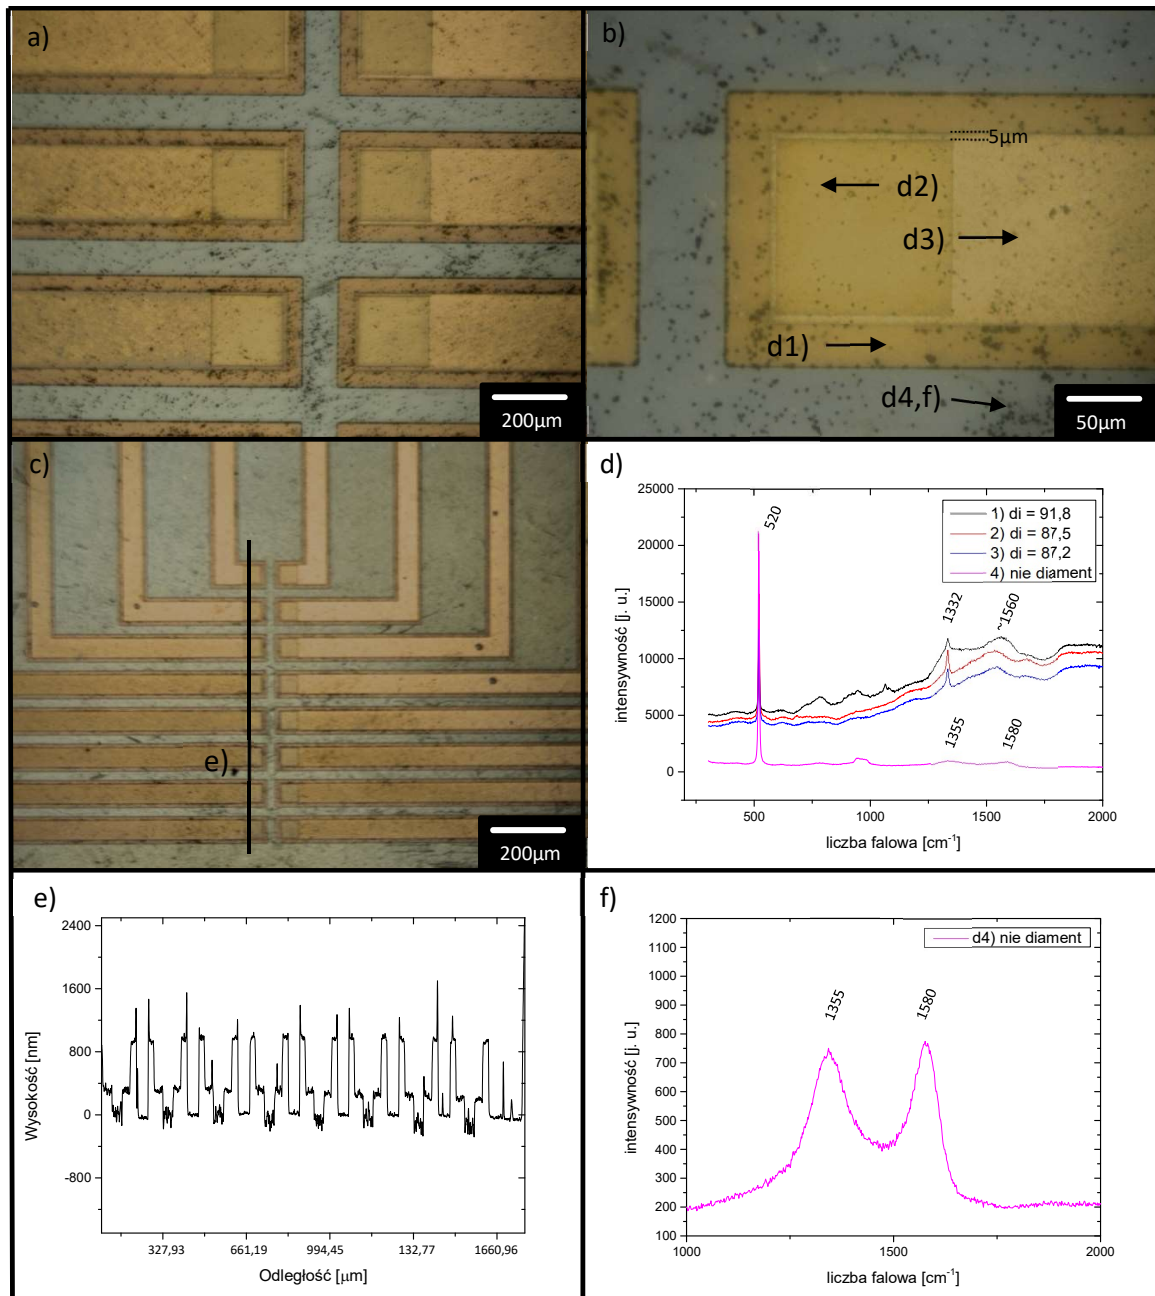 a)
200µm
b)
5µm
d2)
d3)
d1)
d4,f)
50µm
c)
e)
200µm
d)
25000
20000
15000
10000
5000
0
500
1000
1500
2000
intensywność [j. u.]
liczba falowa [cm⁻¹]
520
1332
~1560
1355
1580
1) di = 91,8
2) di = 87,5
3) di = 87,2
4) nie diament
e)
2400
1600
800
0
-800
Wysokość [nm]
327,93
661,19
994,45
132,77
1660,96
Odległość [µm]
f)
1200
1100
1000
900
800
700
600
500
400
300
200
100
1000
1500
2000
intensywność [j. u.]
liczba falowa [cm⁻¹]
1355
1580
d4) nie diament